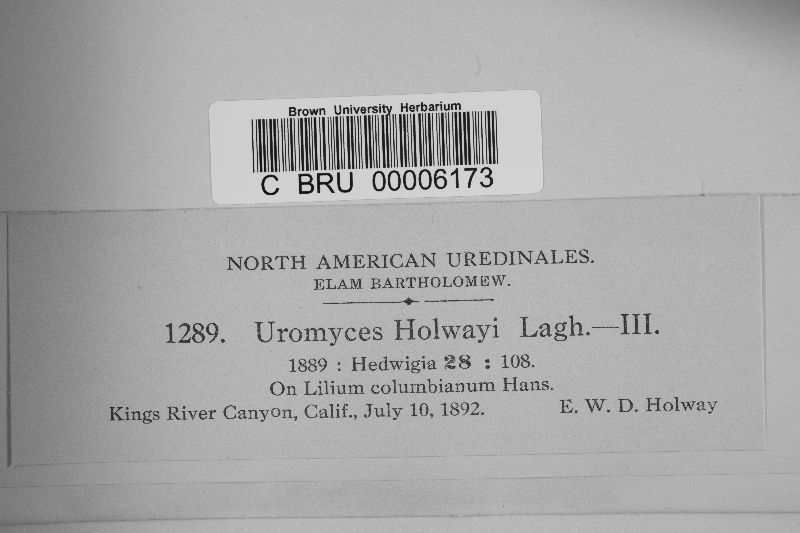 Brown University Herbarium
C BRU 00006173
NORTH AMERICAN UREDINALES.
ELAM BARTHOLOMEW.
1289. Uromyces Holwayi Lagh.—III.
1889 : Hedwigia 28 : 108.
On Lilium columbianum Hans.
Kings River Canyon, Calif., July 10, 1892. E. W. D. Holway